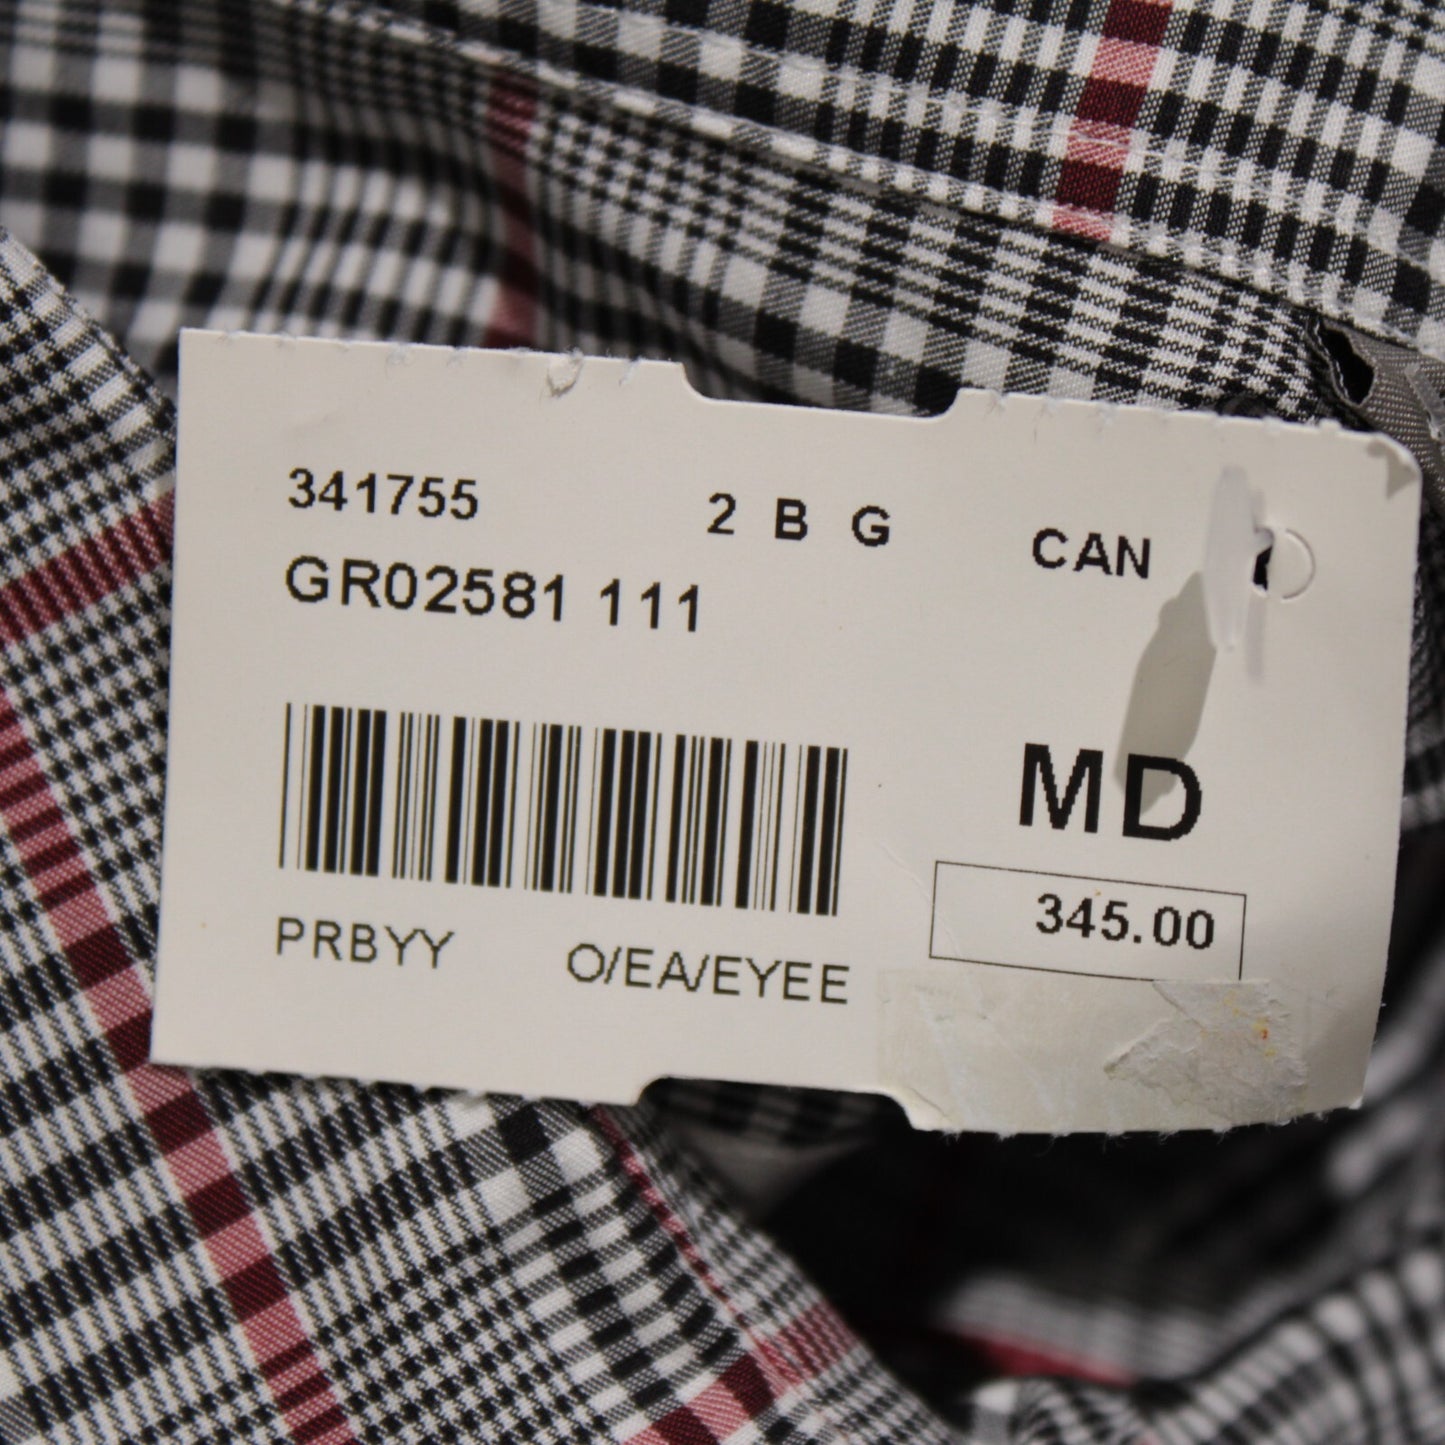 341755 2 B G CAN
GR02581 111
MD
345.00
PRBYY O/EA/EYEE